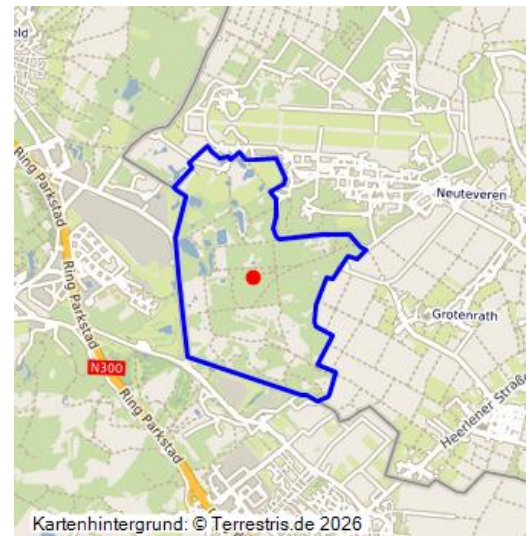 eld
Neuteveren
Ring Parkstad
Ring Parkstad
Grotenrath
N300
Ring Parkstad
Heerlener Straße
Kartenhintergrund: © Terrestris.de 2026